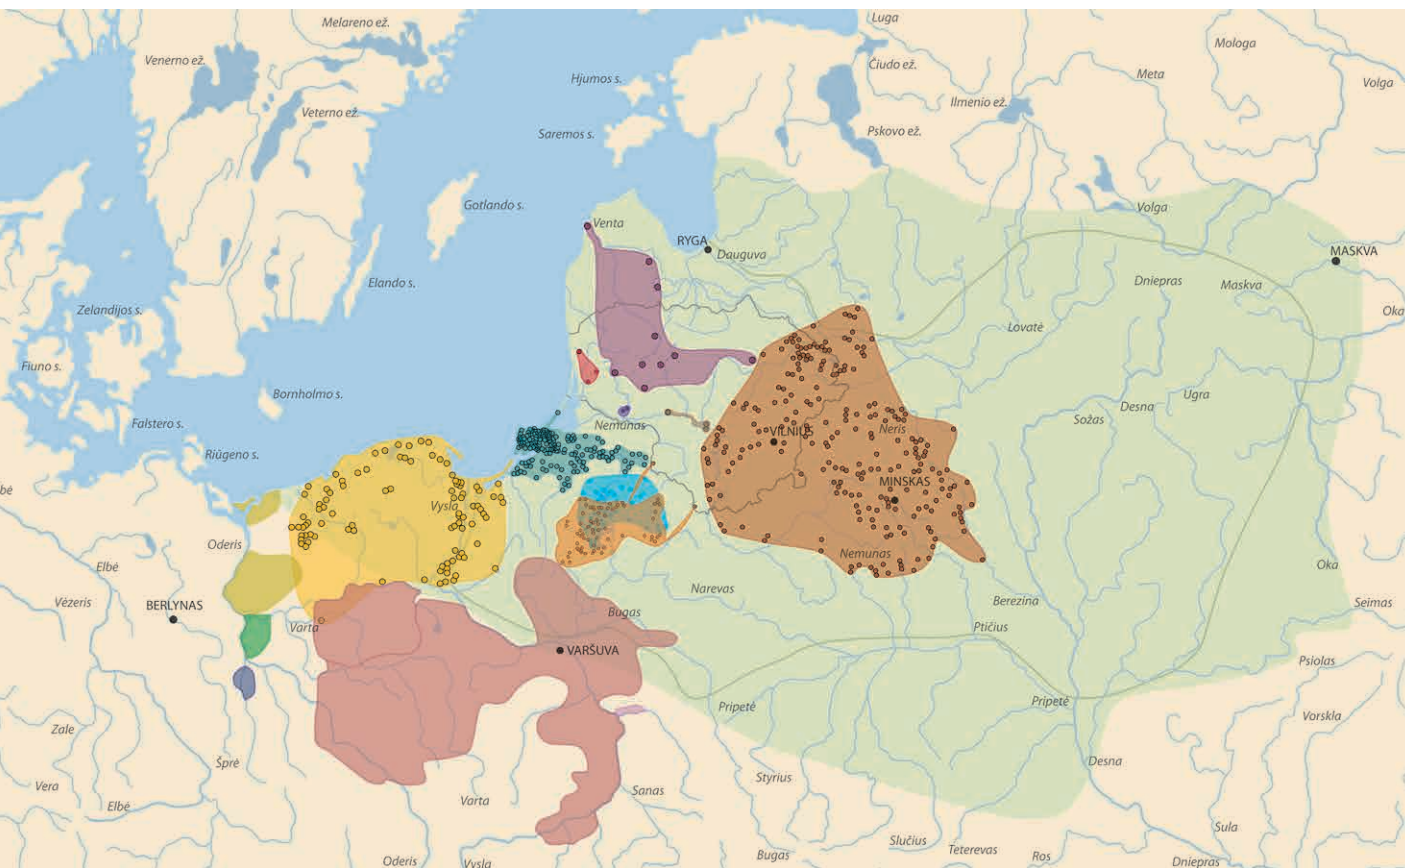 Melareno ež.
Luga
Venerno ež.
Mologa
Čiudo ež.
Hjumos s.
Meta
Volga
Ilmenio ež.
Veterno ež.
Pskovo ež.
Saremos s.
Gotlando s.
Volga
Venta
RYGA
Dauguva
MASKVA
Elando s.
Dniepras
Maskva
Zelandijos s.
Oka
Lovatė
Fiuno s.
Bornholmo s.
Ugra
Desna
Sožas
Falstero s.
Nemunas
VILNIUS
Neris
Riūgeno s.
MINSKAS
Vysla
Oderis
Nemunas
Elbė
Oka
Narevas
Vėzeris
BERLYNAS
Berezina
Seimas
Bugas
Varta
Ptičius
VARŠUVA
Psiolas
Pripetė
Pripetė
Vorskla
Zale
Šprė
Desna
Styrius
Vera
Sanas
Varta
Elbė
Sula
Slučius
Teterevas
Ros
Bugas
Oderis
Vysla
Dniepras